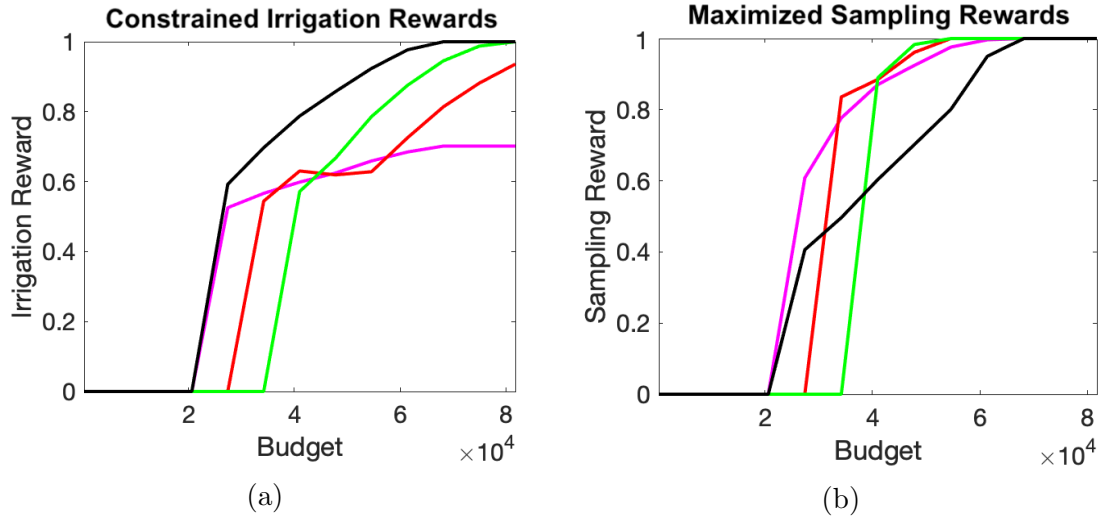 Constrained Irrigation Rewards
1
0.8
0.6
0.4
0.2
0
Irrigation Reward
2
4
6
8
Budget
×10^4
(a)
Maximized Sampling Rewards
1
0.8
0.6
0.4
0.2
0
Sampling Reward
2
4
6
8
Budget
×10^4
(b)